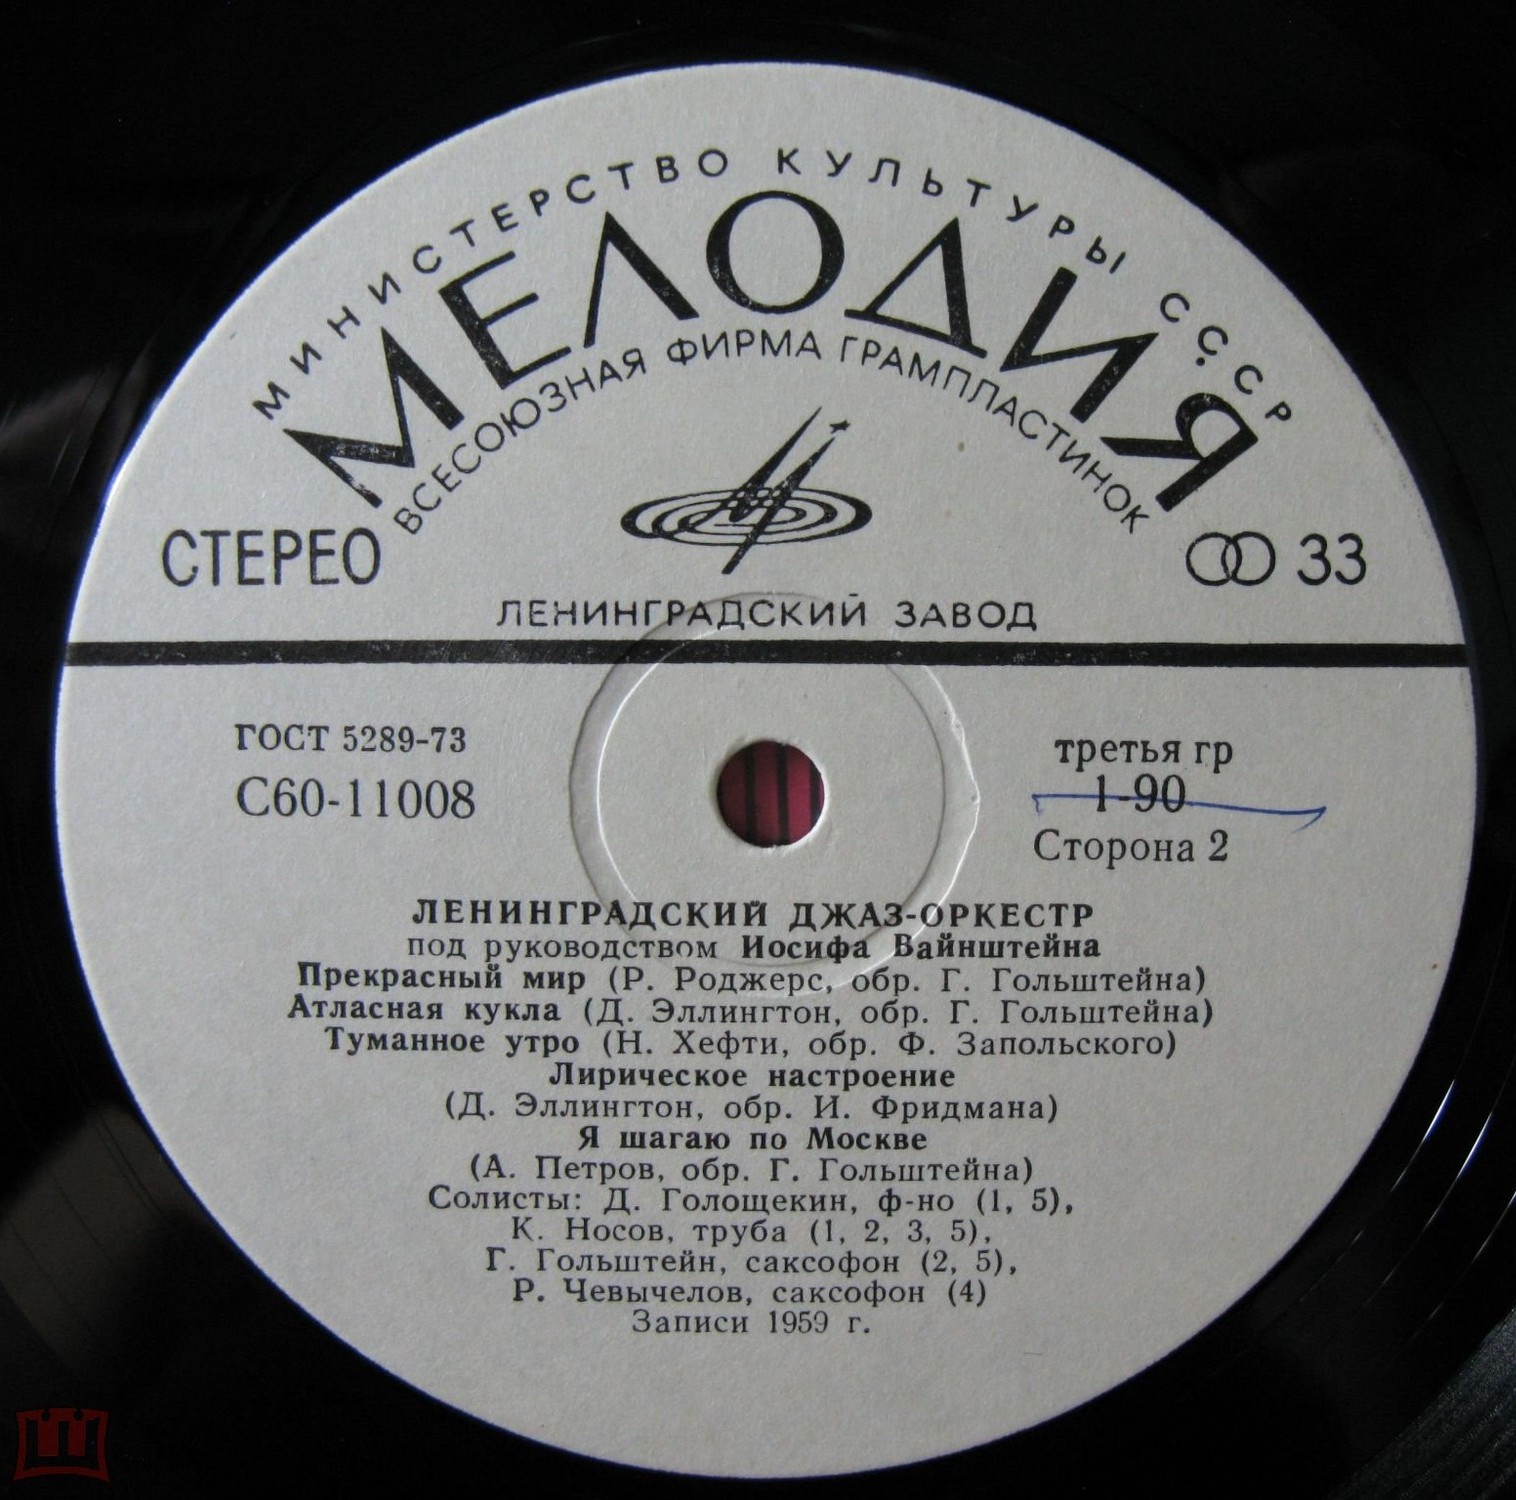 МИНИСТЕРСТВО КУЛЬТУРЫ СССР
МЕЛОДИЯ
ВСЕСОЮЗНАЯ ФИРМА ГРАМПЛАСТИНОК
СТЕРЕО
33
ЛЕНИНГРАДСКИЙ ЗАВОД
ГОСТ 5289-73
С60-11008
третья гр
1-90
Сторона 2
ЛЕНИНГРАДСКИЙ ДЖАЗ-ОРКЕСТР
под руководством Иосифа Вайнштейна
Прекрасный мир (Р. Роджерс, обр. Г. Гольштейна)
Атласная кукла (Д. Эллингтон, обр. Г. Гольштейна)
Туманное утро (Н. Хефти, обр. Ф. Запольского)
Лирическое настроение
(Д. Эллингтон, обр. И. Фридмана)
Я шагаю по Москве
(А. Петров, обр. Г. Гольштейна)
Солисты: Д. Голощекин, ф-но (1, 5),
К. Носов, труба (1, 2, 3, 5),
Г. Гольштейн, саксофон (2, 5),
Р. Чевычелов, саксофон (4)
Записи 1959 г.